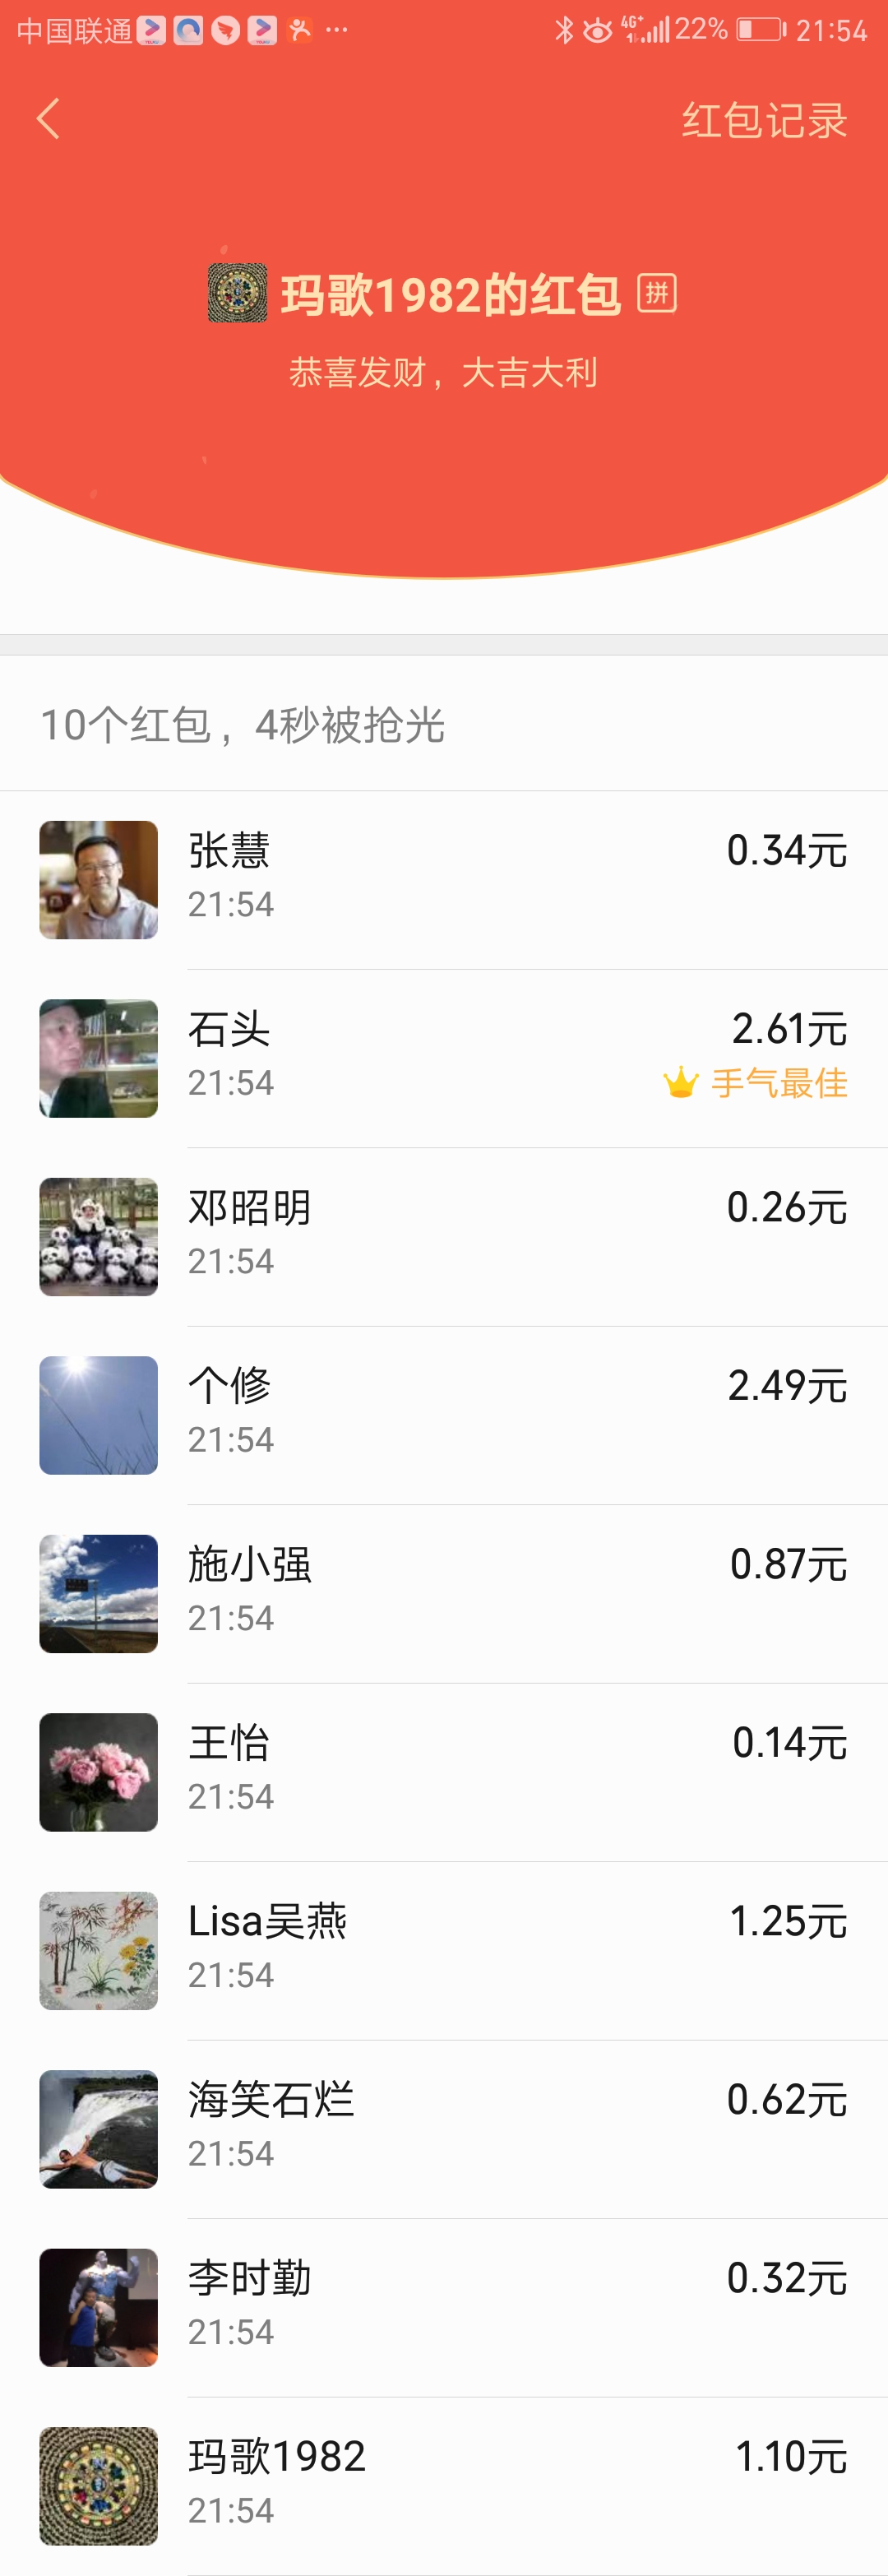 中国联通 ··· 4G+ 22% 21:54
红包记录
玛歌1982的红包 拼
恭喜发财，大吉大利
10个红包，4秒被抢光
张慧 0.34元
21:54
石头 2.61元
21:54 手气最佳
邓昭明 0.26元
21:54
个修 2.49元
21:54
施小强 0.87元
21:54
王怡 0.14元
21:54
Lisa吴燕 1.25元
21:54
海笑石烂 0.62元
21:54
李时勤 0.32元
21:54
玛歌1982 1.10元
21:54